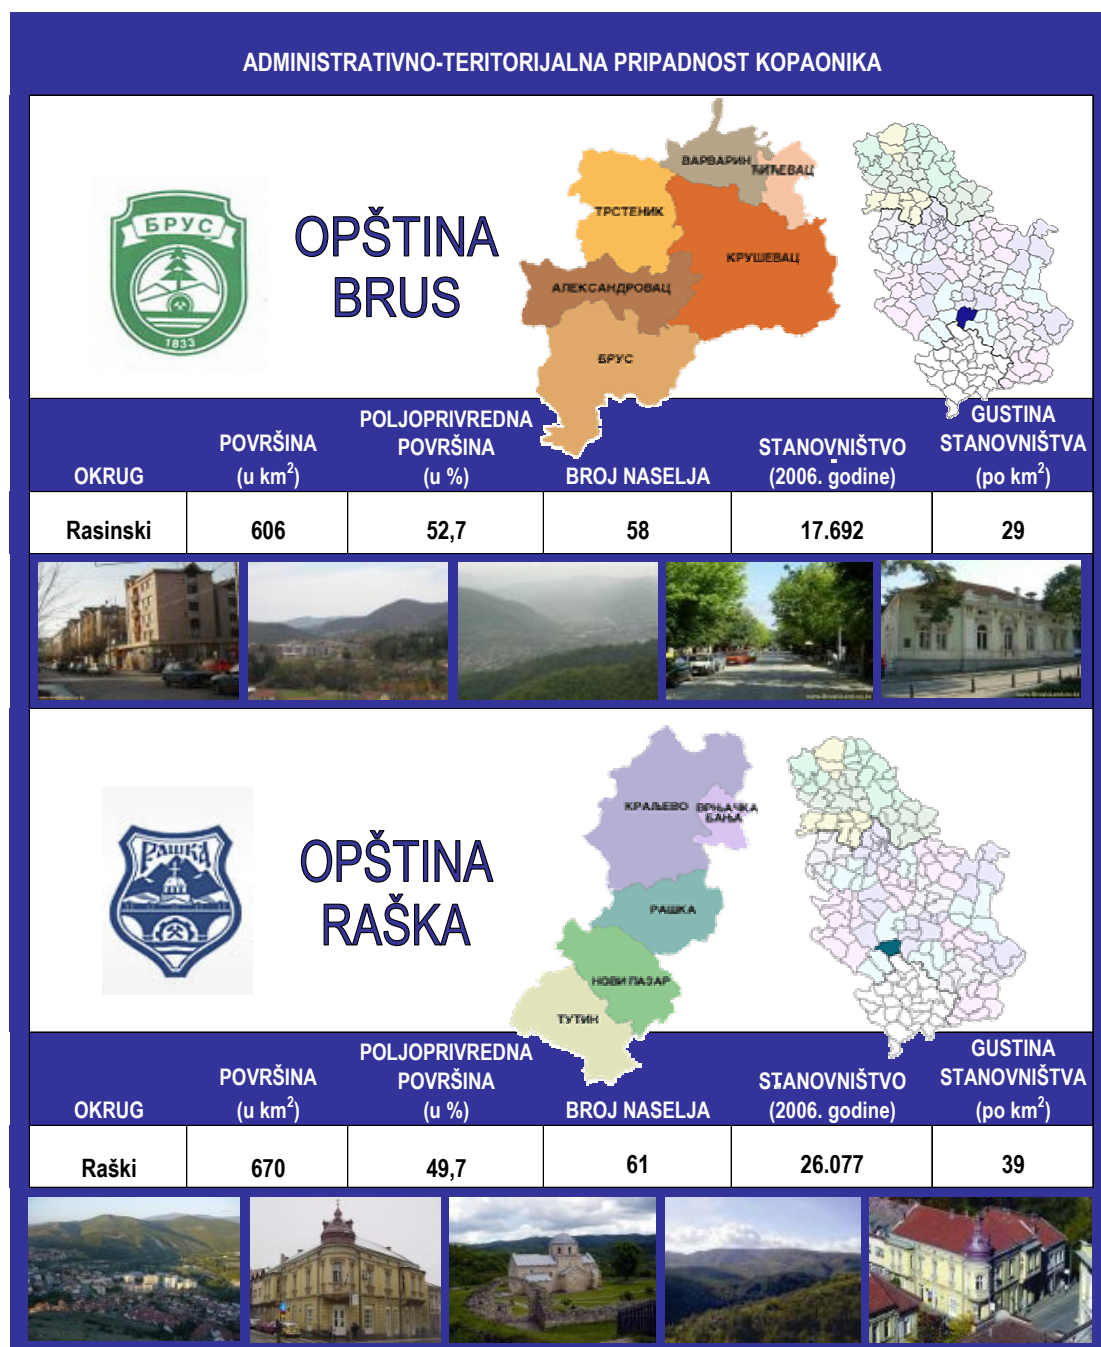 ADMINISTRATIVNO-TERITORIJALNA PRIPADNOST KOPAONIKA
БРУС
1833
OPŠTINA
BRUS
ВАРВАРИН
ЋИЋЕВАЦ
ТРСТЕНИК
КРУШЕВАЦ
АЛЕКСАНДРОВАЦ
БРУС
OKRUG
POVRŠINA
(u km²)
POLJOPRIVREDNA
POVRŠINA
(u %)
BROJ NASELJA
STANOVNIŠTVO
(2006. godine)
GUSTINA
STANOVNIŠTVA
(po km²)
Rasinski 606 52,7 58 17.692 29
РАШКА
OPŠTINA
RAŠKA
КРАЉЕВО
ВРЊАЧКА
БАЊА
РАШКА
НОВИ ПАЗАР
ТУТИН
OKRUG
POVRŠINA
(u km²)
POLJOPRIVREDNA
POVRŠINA
(u %)
BROJ NASELJA
STANOVNIŠTVO
(2006. godine)
GUSTINA
STANOVNIŠTVA
(po km²)
Raški 670 49,7 61 26.077 39